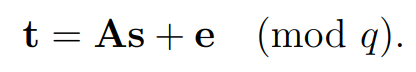 t = As + e (mod q).